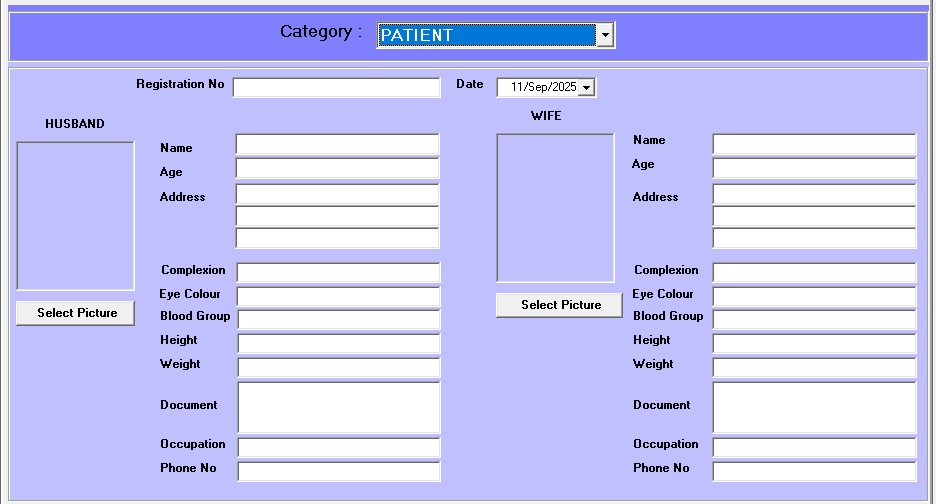 Category : PATIENT
Registration No Date 11/Sep/2025
HUSBAND WIFE
Name Name
Age Age
Address Address
Complexion Complexion
Eye Colour Eye Colour
Select Picture Select Picture
Blood Group Blood Group
Height Height
Weight Weight
Document Document
Occupation Occupation
Phone No Phone No